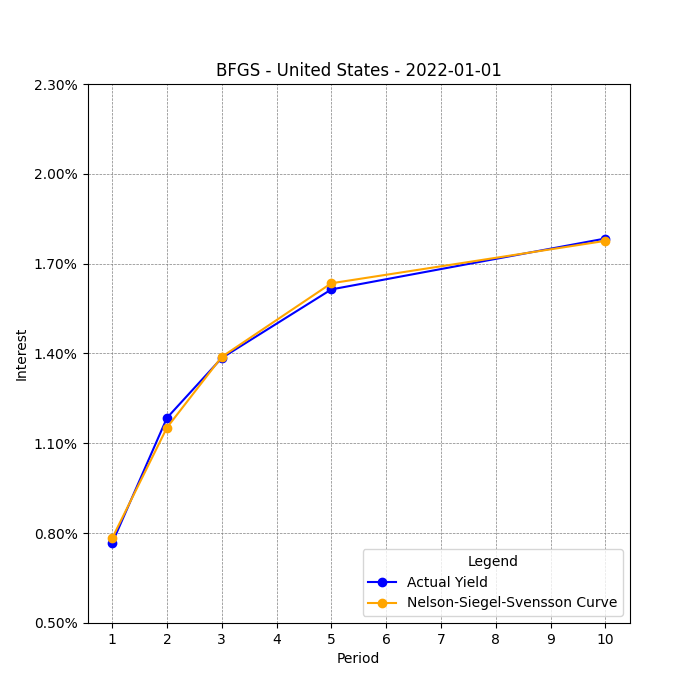 BFGS - United States - 2022-01-01
2.30%
2.00%
1.70%
1.40%
1.10%
0.80%
0.50%
Interest
Legend
Actual Yield
Nelson-Siegel-Svensson Curve
1 2 3 4 5 6 7 8 9 10
Period